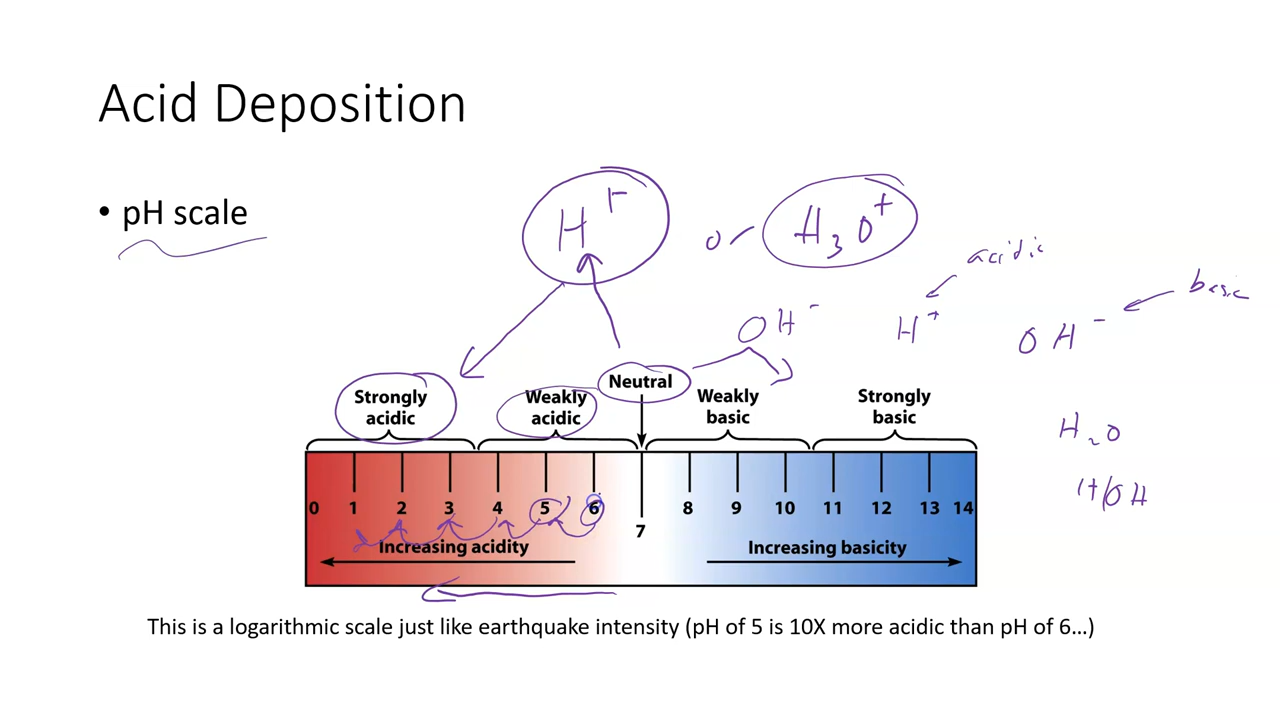 Acid Deposition
• pH scale
H+
or H3O+
acidic
basic
OH-
H+
OH-
Neutral
Strongly
acidic
Weakly
acidic
Weakly
basic
Strongly
basic
H2O
H/OH
0 1 2 3 4 5 6 7 8 9 10 11 12 13 14
Increasing acidity
Increasing basicity
This is a logarithmic scale just like earthquake intensity (pH of 5 is 10X more acidic than pH of 6…)